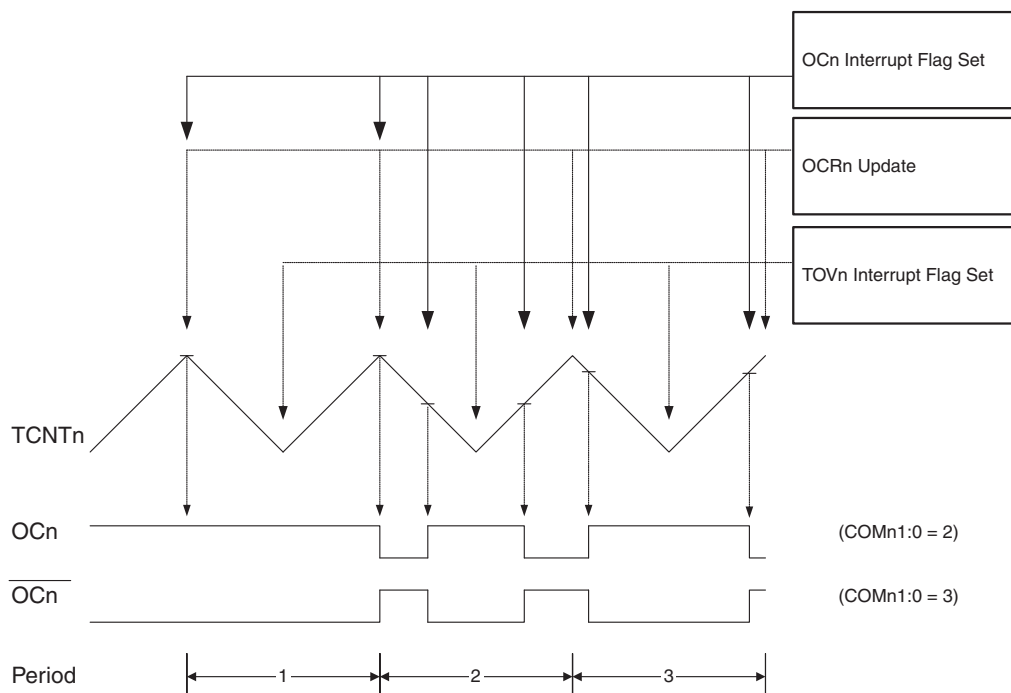 OCn Interrupt Flag Set
OCRn Update
TOVn Interrupt Flag Set
TCNTn
OCn
(COMn1:0 = 2)
OCn
(COMn1:0 = 3)
Period
1
2
3